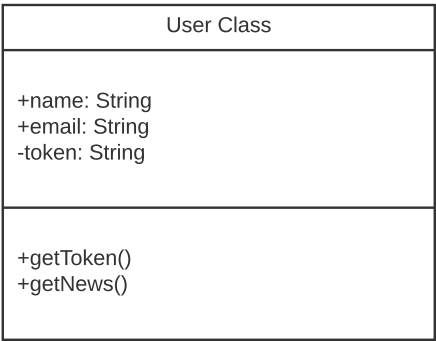 User Class
+name: String
+email: String
-token: String
+getToken()
+getNews()